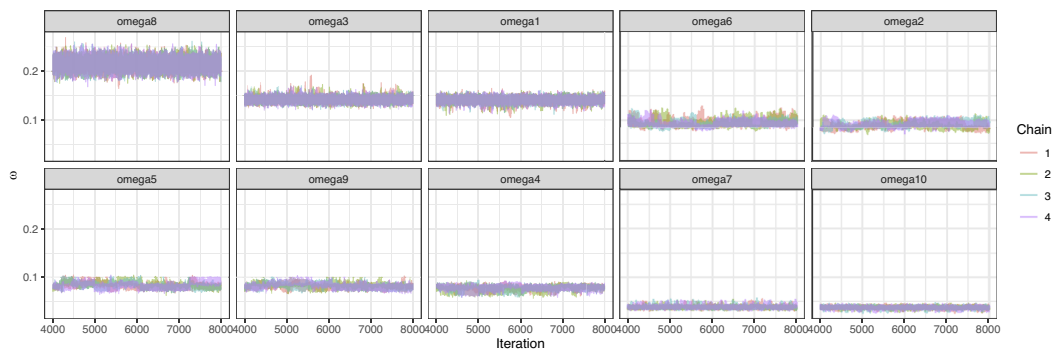 omega8 omega3 omega1 omega6 omega2
0.2
0.1
Chain
1
2
3
4
ω
omega5 omega9 omega4 omega7 omega10
0.2
0.1
4000 5000 6000 7000 8000 4000 5000 6000 7000 8000 4000 5000 6000 7000 8000 4000 5000 6000 7000 8000 4000 5000 6000 7000 8000
Iteration